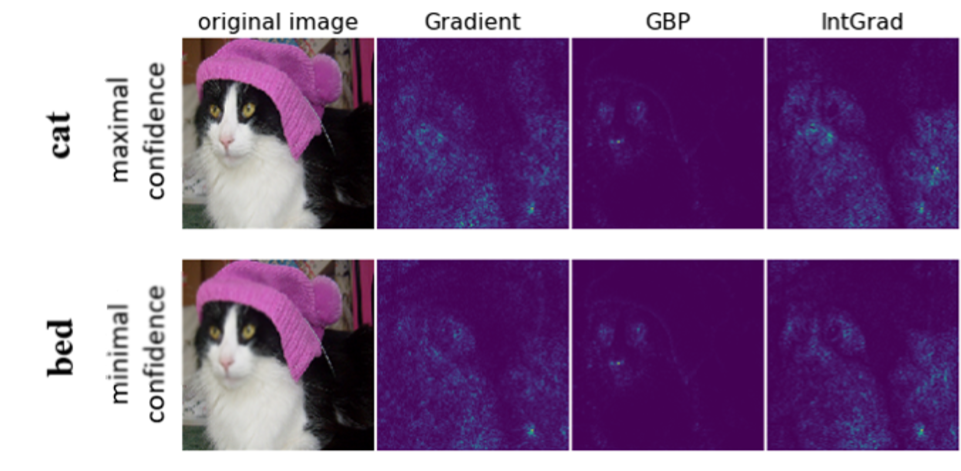 original image Gradient GBP IntGrad
cat
maximal
confidence
bed
minimal
confidence